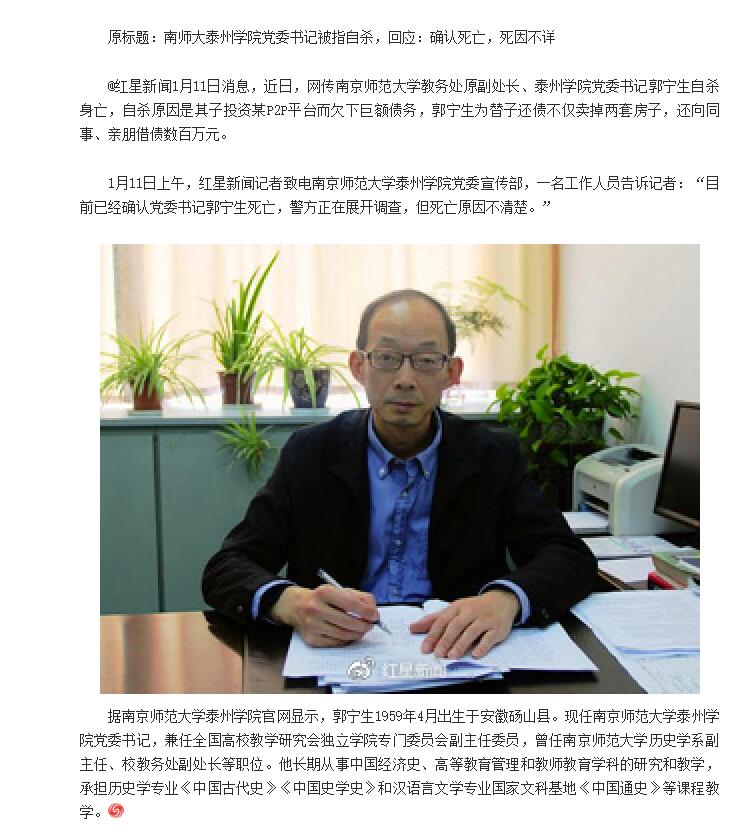 原标题：南师大泰州学院党委书记被指自杀，回应：确认死亡，死因不详
@红星新闻1月11日消息，近日，网传南京师范大学教务处原副处长、泰州学院党委书记郭宁生自杀
身亡，自杀原因是其子投资某P2P平台而欠下巨额债务，郭宁生为替子还债不仅卖掉两套房子，还向同
事、亲朋借债数百万元。
1月11日上午，红星新闻记者致电南京师范大学泰州学院党委宣传部，一名工作人员告诉记者：“目
前已经确认党委书记郭宁生死亡，警方正在展开调查，但死亡原因不清楚。”
红星新闻
据南京师范大学泰州学院官网显示，郭宁生1959年4月出生于安徽砀山县。现任南京师范大学泰州学
院党委书记，兼任全国高校教学研究会独立学院专门委员会副主任委员，曾任南京师范大学历史学系副
主任、校教务处副处长等职位。他长期从事中国经济史、高等教育管理和教师教育学科的研究和教学，
承担历史学专业《中国古代史》《中国史学史》和汉语言文学专业国家文科基地《中国通史》等课程教
学。